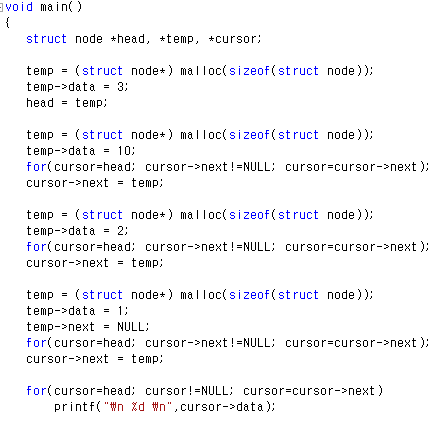 void main()
{
struct node *head, *temp, *cursor;
temp = (struct node*) malloc(sizeof(struct node));
temp->data = 3;
head = temp;
temp = (struct node*) malloc(sizeof(struct node));
temp->data = 10;
for(cursor=head; cursor->next!=NULL; cursor=cursor->next);
cursor->next = temp;
temp = (struct node*) malloc(sizeof(struct node));
temp->data = 2;
for(cursor=head; cursor->next!=NULL; cursor=cursor->next);
cursor->next = temp;
temp = (struct node*) malloc(sizeof(struct node));
temp->data = 1;
temp->next = NULL;
for(cursor=head; cursor->next!=NULL; cursor=cursor->next);
cursor->next = temp;
for(cursor=head; cursor!=NULL; cursor=cursor->next)
printf("₩n %d ₩n",cursor->data);